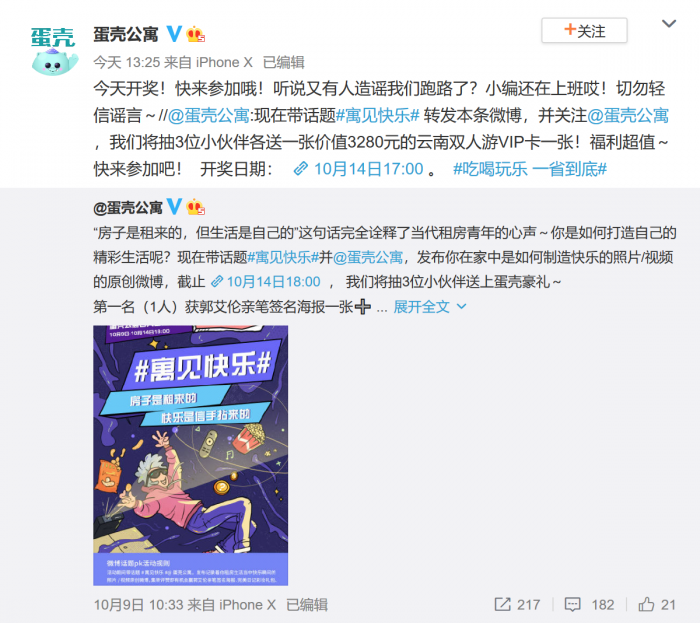 蛋壳
蛋壳公寓
关注
今天 13:25 来自 iPhone X 已编辑
今天开奖！快来参加哦！听说又有人造谣我们跑路了？小编还在上班哎！切勿轻
信谣言～//@蛋壳公寓:现在带话题#寓见快乐# 转发本条微博，并关注@蛋壳公寓
，我们将抽3位小伙伴各送一张价值3280元的云南双人游VIP卡一张！福利超值～
快来参加吧！ 开奖日期： 10月14日17:00 。 #吃喝玩乐 一省到底#
@蛋壳公寓
“房子是租来的，但生活是自己的”这句话完全诠释了当代租房青年的心声～你是如何打造自己的
精彩生活呢？现在带话题#寓见快乐#并@蛋壳公寓，发布你在家中是如何制造快乐的照片/视频
的原创微博，截止 10月14日18:00 ， 我们将抽3位小伙伴送上蛋壳豪礼～
第一名（1人）获郭艾伦亲笔签名海报一张➕ ... 展开全文
#寓见快乐#
房子是租来的
快乐是信手拈来的
微博话题pk活动规则
10月9日 10:33 来自 iPhone X 已编辑
217
182
21